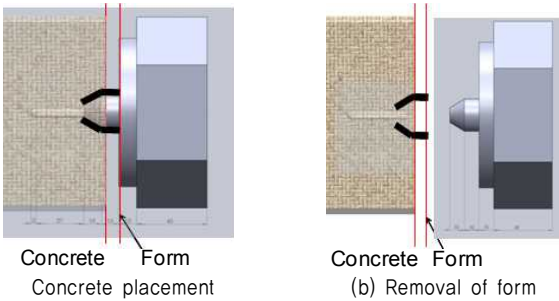 Concrete Form
Concrete placement
Concrete Form
(b) Removal of form